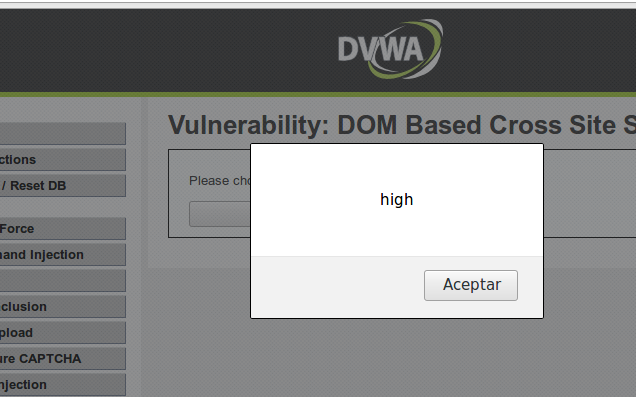 DVWA
Vulnerability: DOM Based Cross Site S
Please cho
high
Aceptar
ctions
/ Reset DB
Force
nand Injection
clusion
pload
ure CAPTCHA
njection